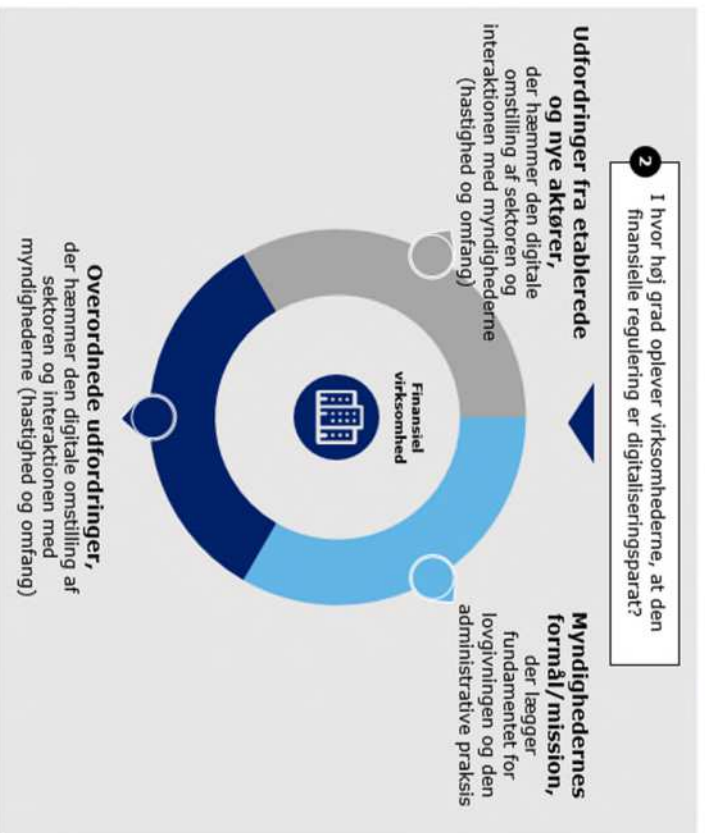 2
I hvor høj grad oplever virksomhederne, at den
finansielle regulering er digitaliseringsparat?
Udfordringer fra etablerede
og nye aktører,
der hæmmer den digitale
omstilling af sektoren og
interaktionen med myndighederne
(hastighed og omfang)
Myndighedernes
formål/mission,
der lægger
fundamentet for
lovgivningen og den
administrative praksis
Finansiel
virksomhed
Overordnede udfordringer,
der hæmmer den digitale omstilling af
sektoren og interaktionen med
myndighederne (hastighed og omfang)